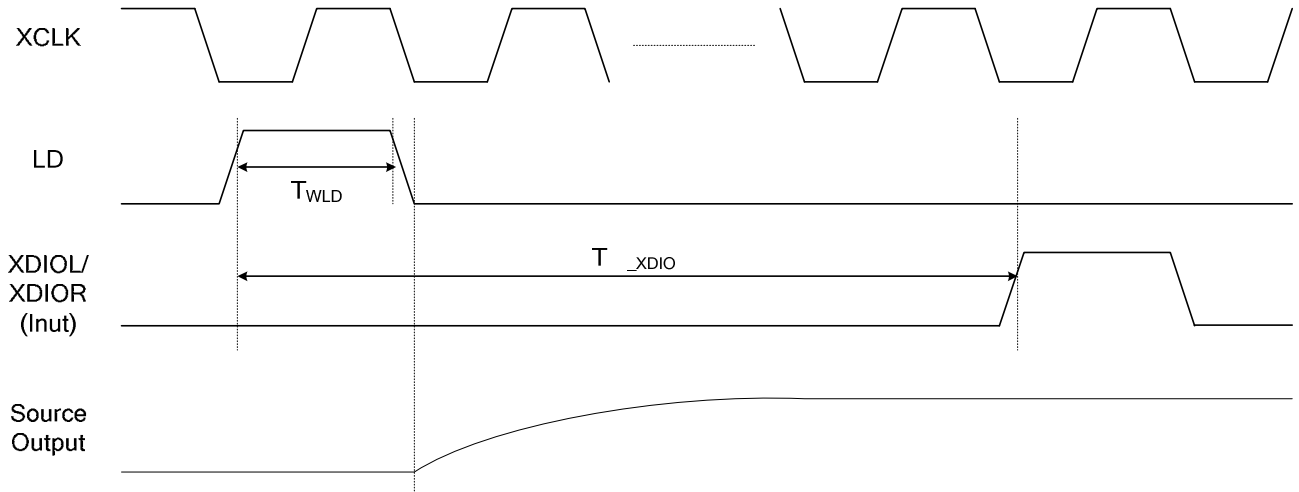 XCLK
LD
TWLD
XDIOL/
XDIOR
(Inut)
T _XDIO
Source
Output